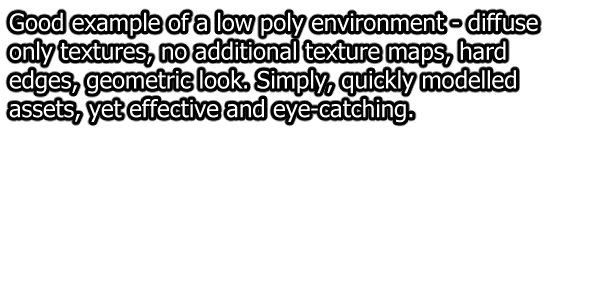 Good example of a low poly environment - diffuse
only textures, no additional texture maps, hard
edges, geometric look. Simply, quickly modelled
assets, yet effective and eye-catching.